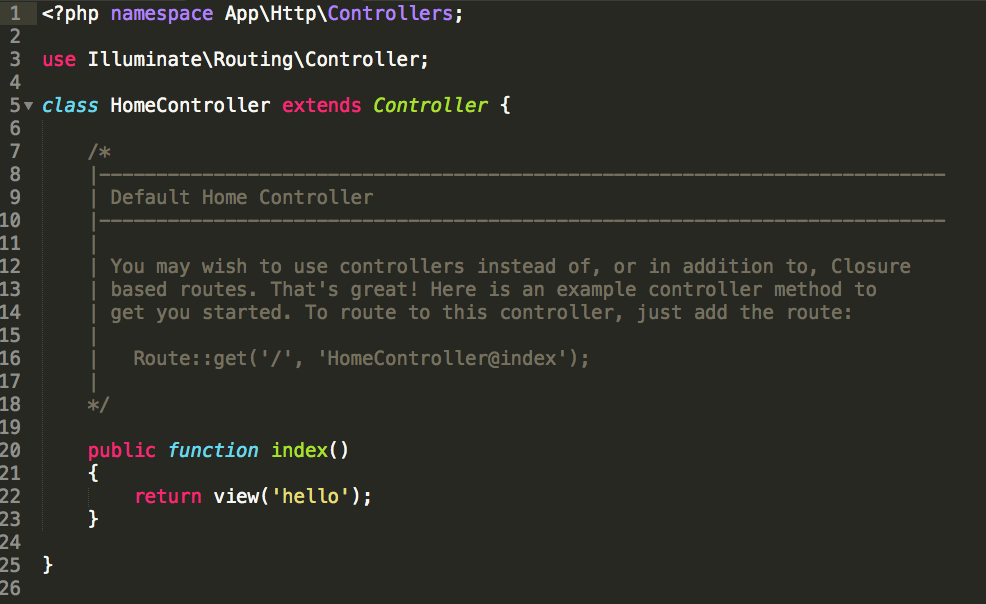 1 <?php namespace App\Http\Controllers;
2
3 use Illuminate\Routing\Controller;
4
5 class HomeController extends Controller {
6
7 /*
8 |--------------------------------------------------------------------------
9 | Default Home Controller
10 |--------------------------------------------------------------------------
11 |
12 | You may wish to use controllers instead of, or in addition to, Closure
13 | based routes. That's great! Here is an example controller method to
14 | get you started. To route to this controller, just add the route:
15 |
16 | Route::get('/', 'HomeController@index');
17 |
18 */
19
20 public function index()
21 {
22 return view('hello');
23 }
24
25 }
26